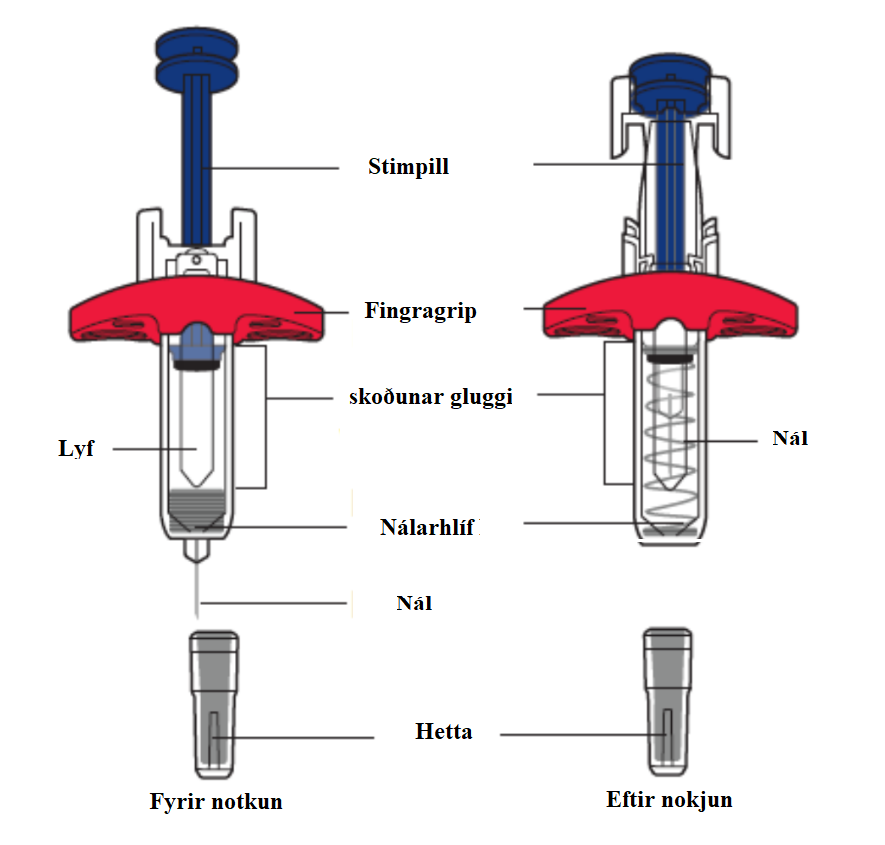 Stimpill
Fingragrip
skoðunar gluggi
Lyf
Nál
Nálarhlíf
Nál
Hetta
Fyrir notkun
Eftir nokjun